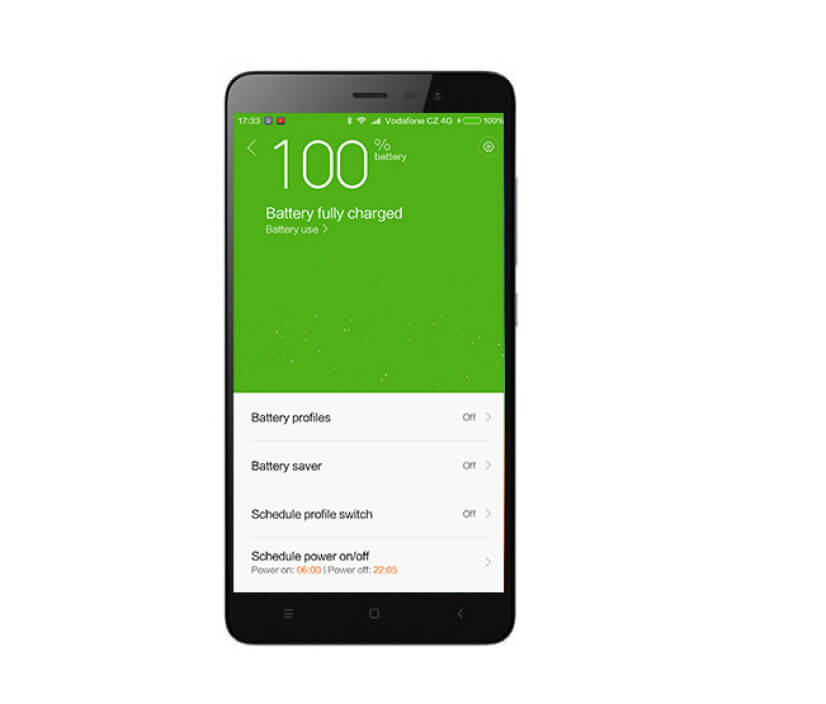 17:33 Vodafone CZ 4G 100%
100 % battery
Battery fully charged
Battery use
Battery profiles Off
Battery saver Off
Schedule profile switch Off
Schedule power on/off
Power on: 06:00 | Power off: 22:05